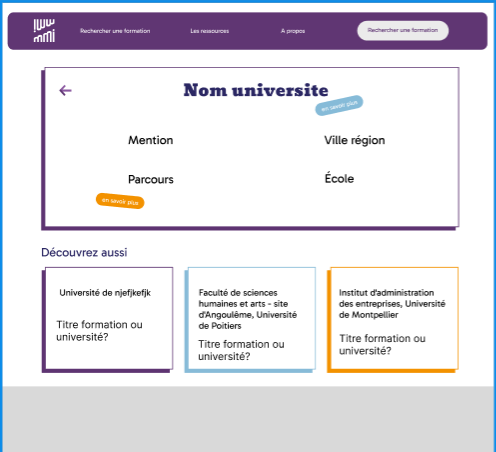 Rechercher une formation
Les ressources
A propos
Rechercher une formation
Nom universite
en savoir plus
Mention
Ville région
Parcours
École
en savoir plus
Découvrez aussi
Université de njefjkefjk
Titre formation ou
université?
Faculté de sciences
humaines et arts - site
d'Angoulême, Université
de Poitiers
Titre formation ou
université?
Institut d'administration
des entreprises, Université
de Montpellier
Titre formation ou
université?